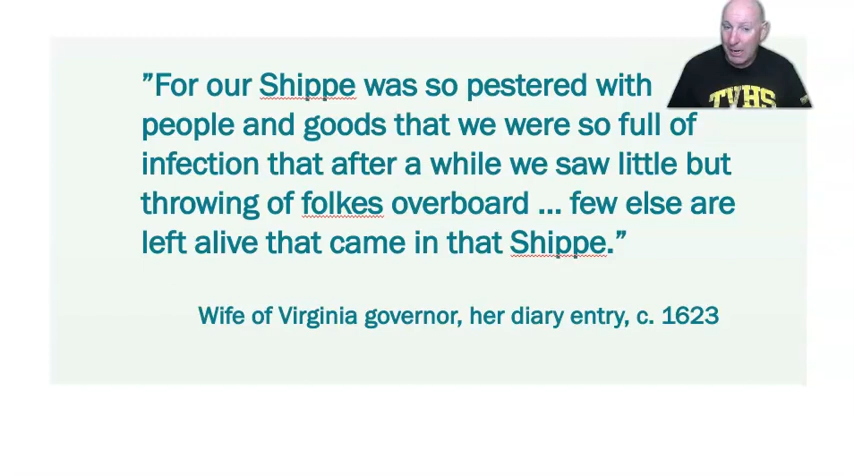 ”For our Shippe was so pestered with
people and goods that we were so full of
infection that after a while we saw little but
throwing of folkes overboard ... few else are
left alive that came in that Shippe.”
Wife of Virginia governor, her diary entry, c. 1623
TVHS